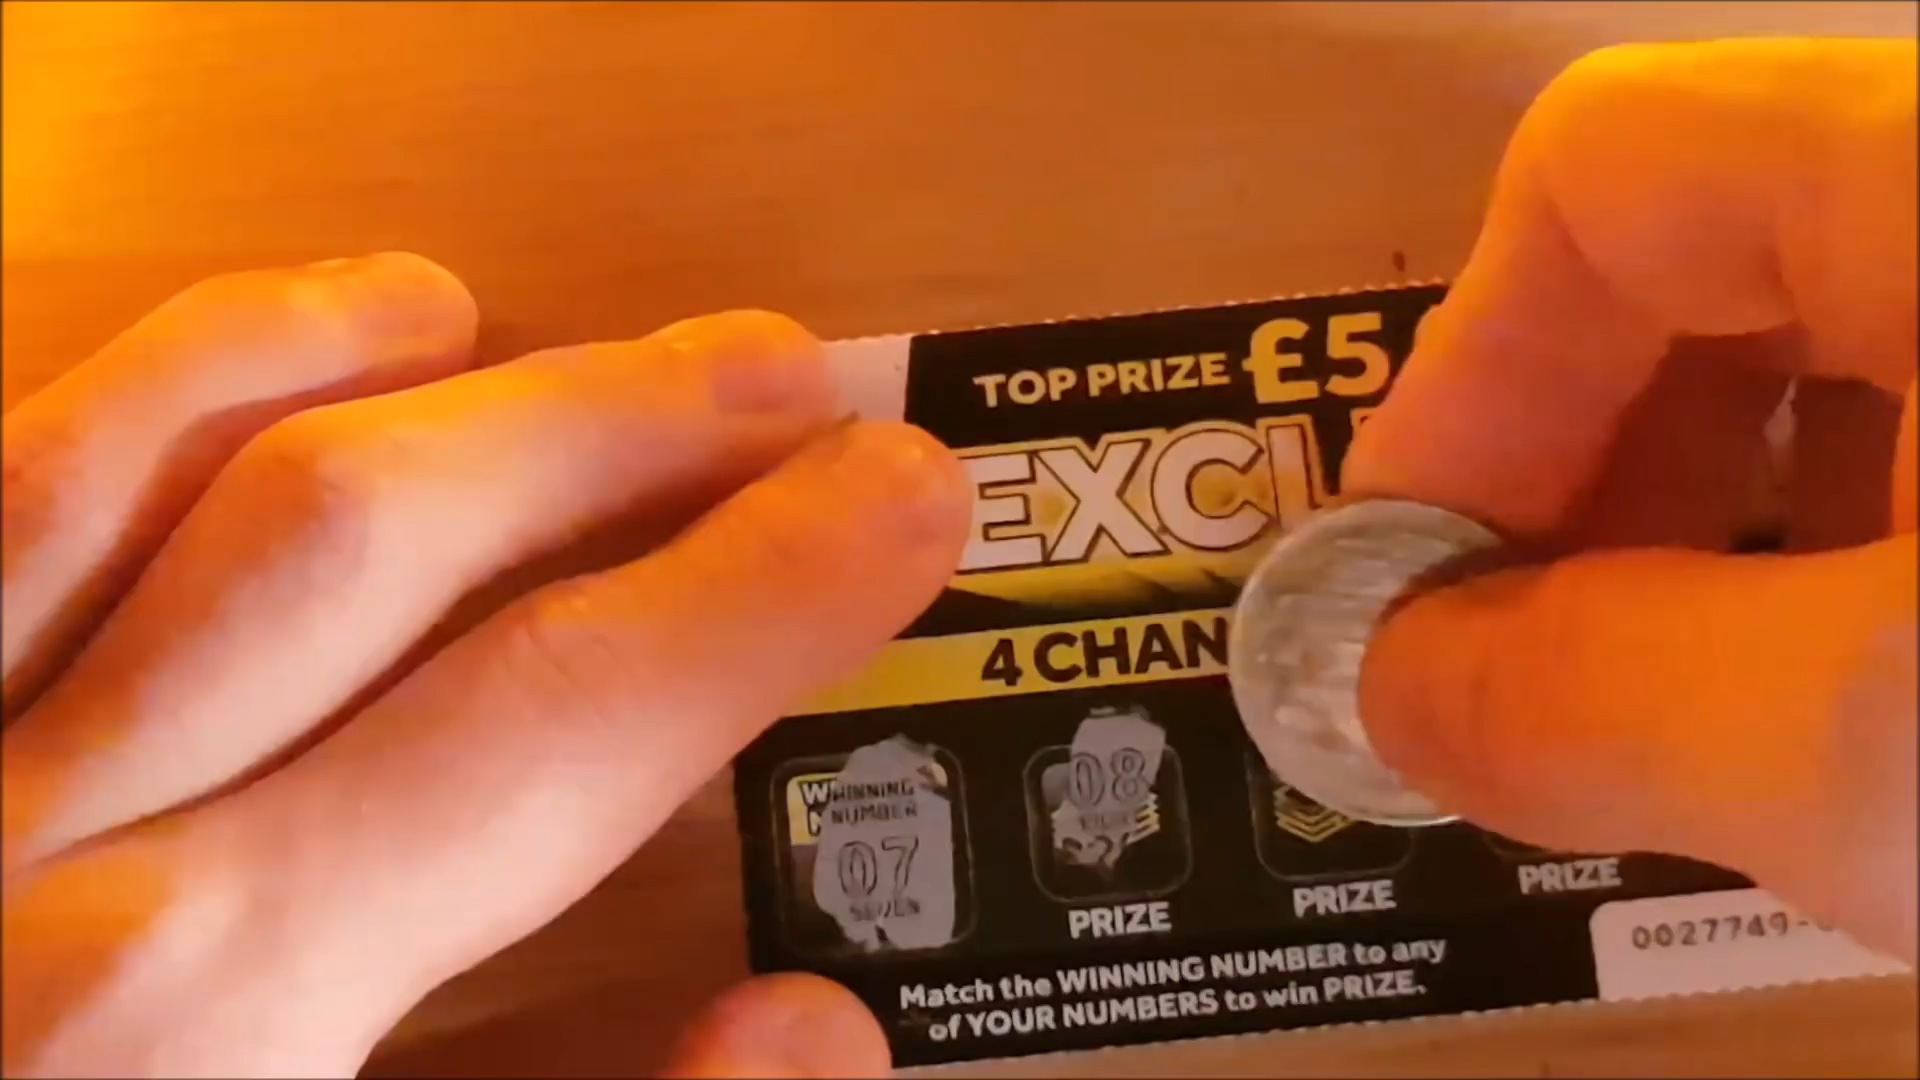 TOP PRIZE £5
EXCL
4 CHAN
WINNING
NUMBER
07
SEVEN
08
PRIZE
PRIZE
PRIZE
0027749-
Match the WINNING NUMBER to any
of YOUR NUMBERS to win PRIZE.